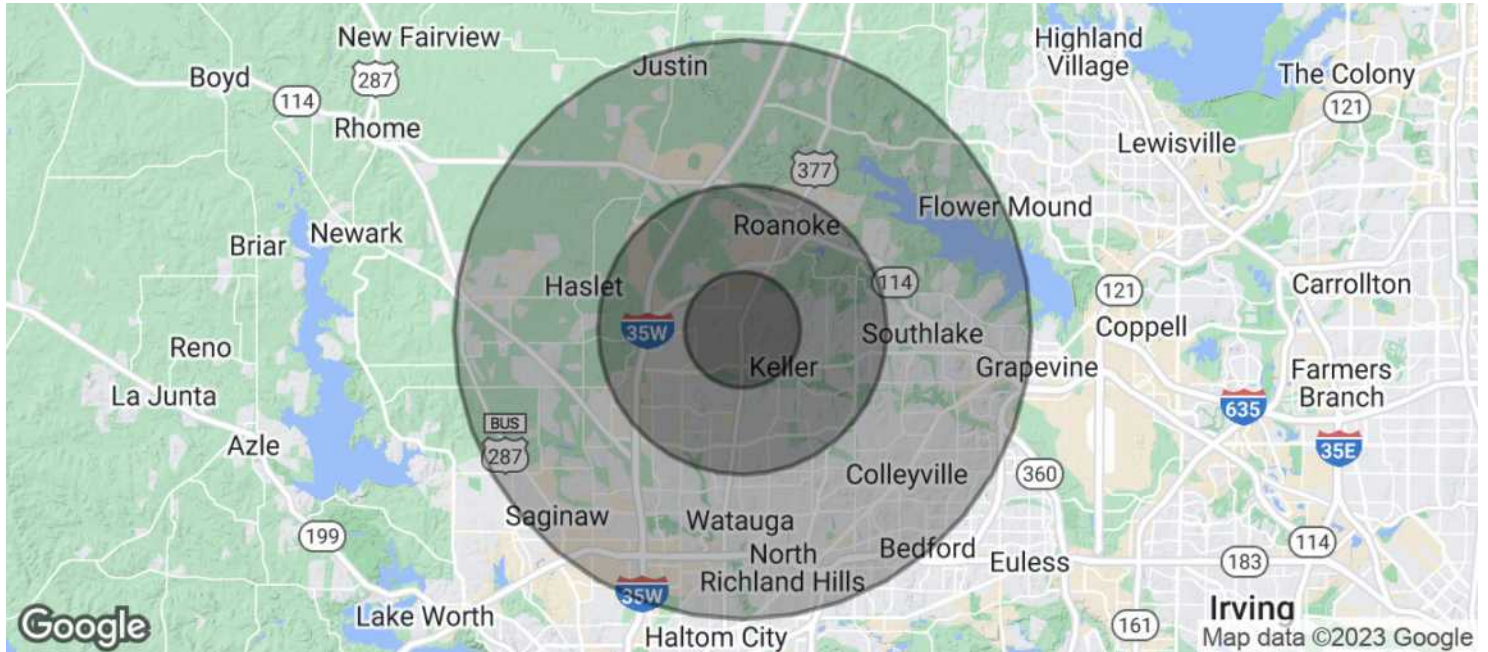 New Fairview
Justin
Highland
Village
Boyd
287
The Colony
114
121
Rhome
Lewisville
377
Flower Mound
Roanoke
Newark
Briar
Haslet
114
121
Carrollton
35W
Southlake
Coppell
Reno
Keller
Grapevine
Farmers
Branch
La Junta
635
BUS
287
Azle
35E
Colleyville
360
Saginaw
Watauga
199
North
Richland Hills
Bedford
Euless
183
114
35W
Lake Worth
Irving
161
Haltom City
Google
Map data ©2023 Google